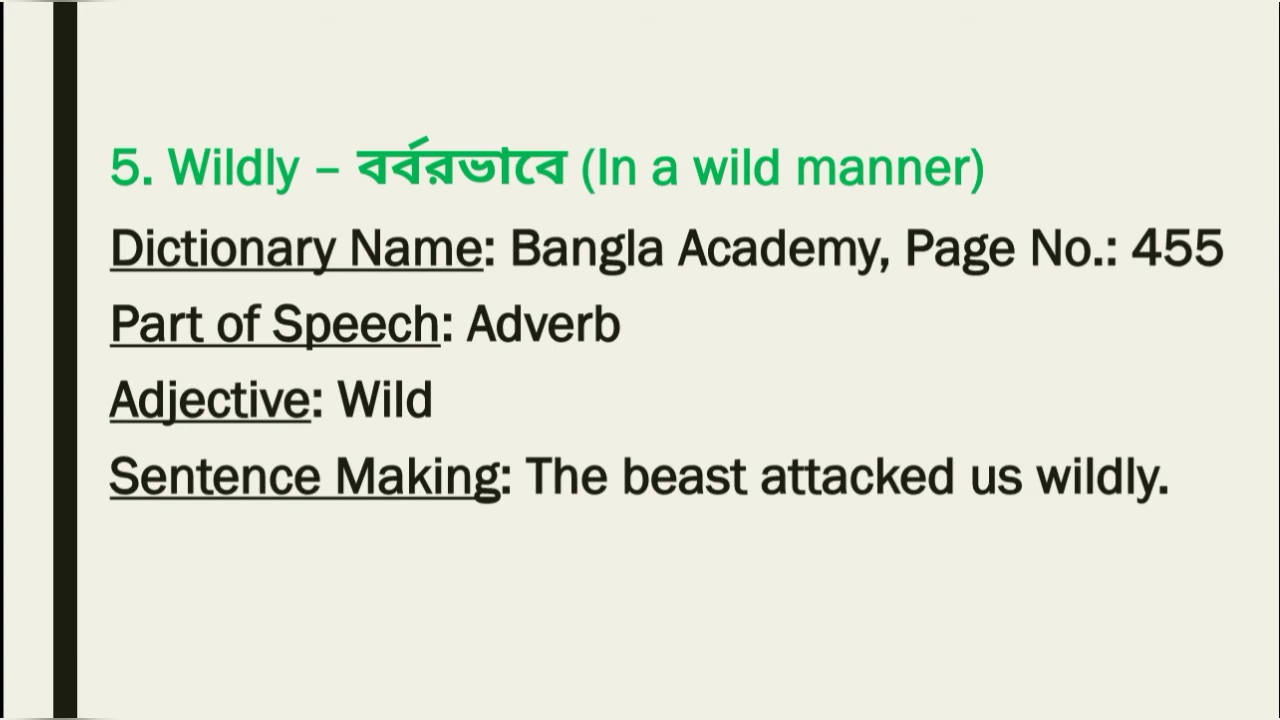 5. Wildly – বর্বরভাবে (In a wild manner)
Dictionary Name: Bangla Academy, Page No.: 455
Part of Speech: Adverb
Adjective: Wild
Sentence Making: The beast attacked us wildly.